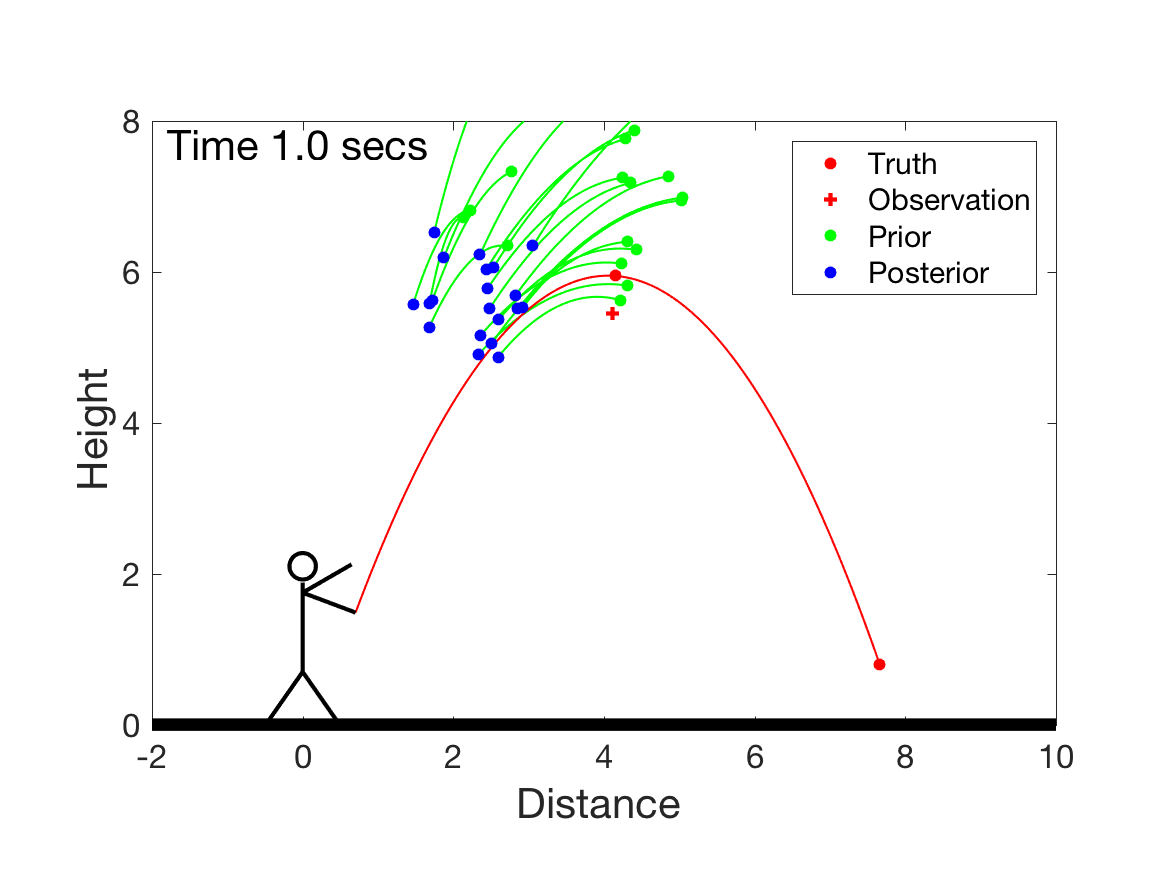 Time 1.0 secs
Truth
Observation
Prior
Posterior
8
6
4
2
0
Height
-2 0 2 4 6 8 10
Distance